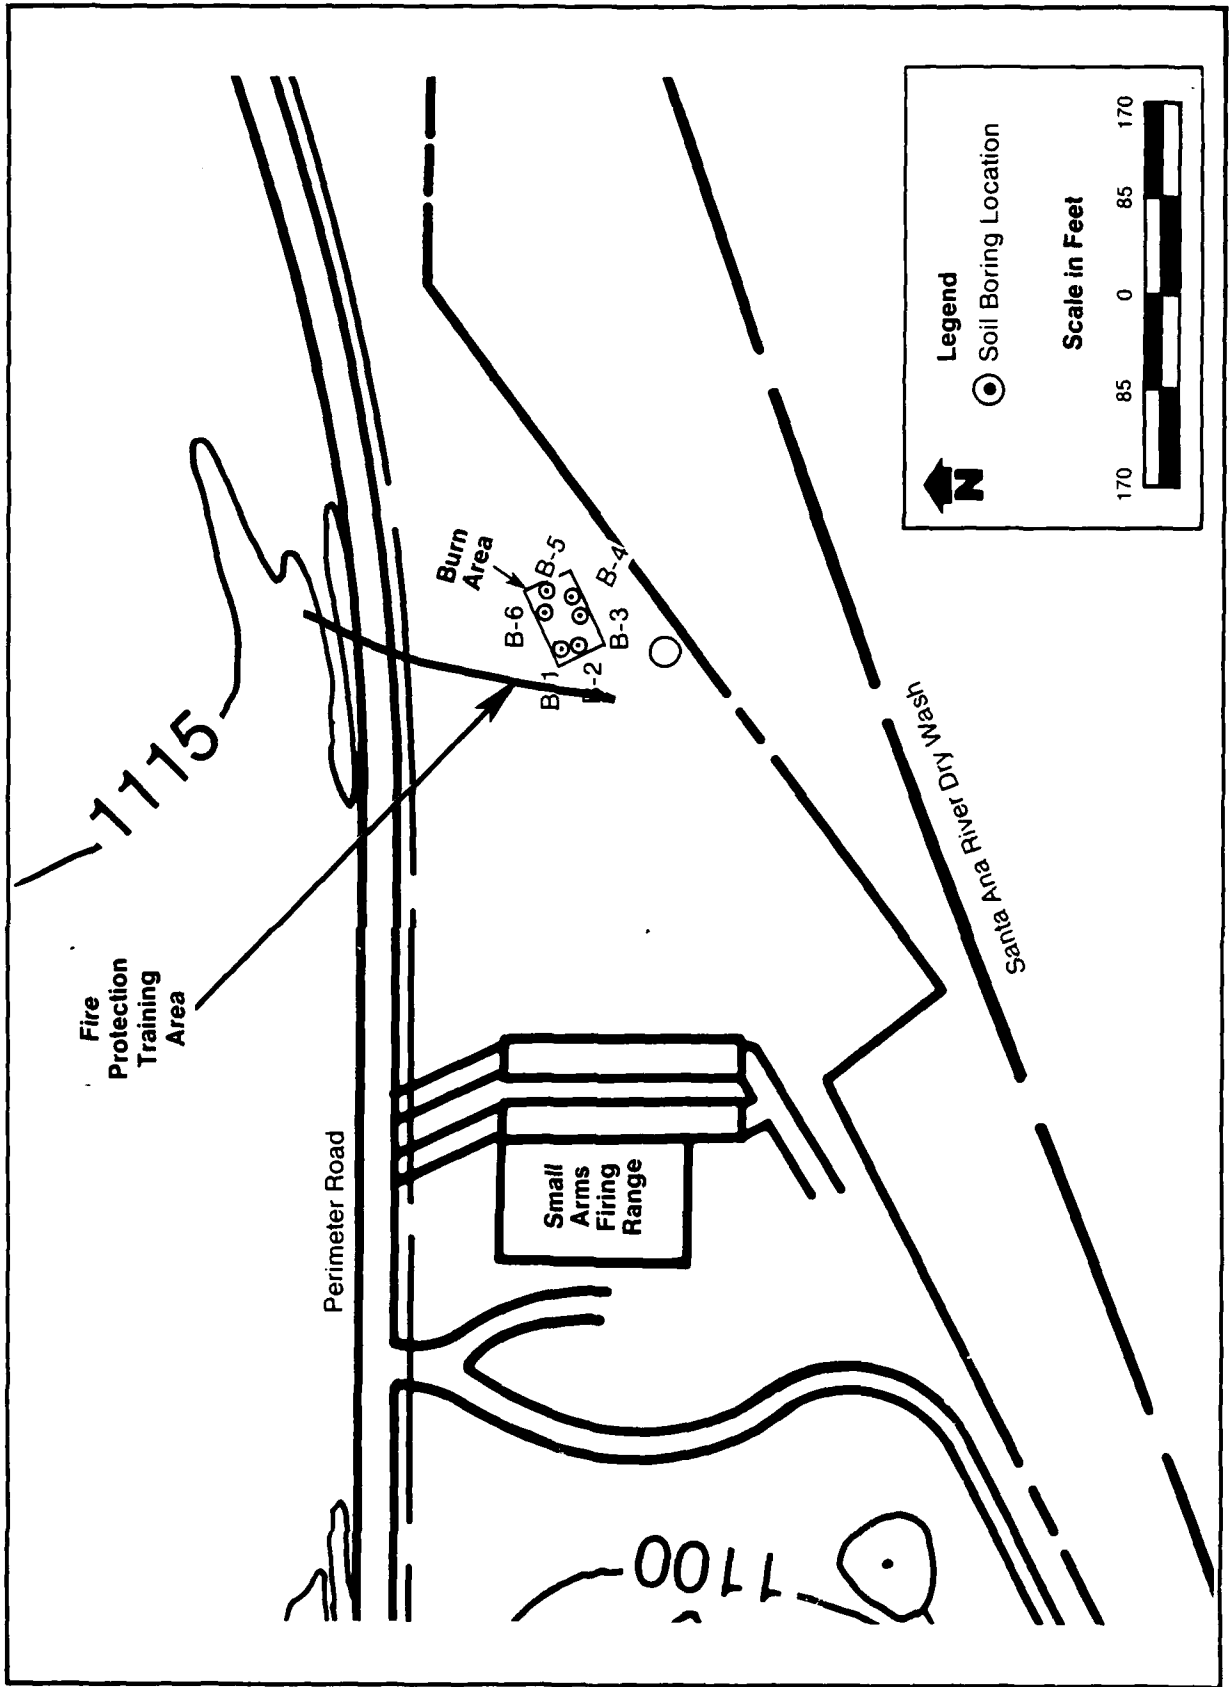 1115
Fire
Protection
Training
Area
Perimeter Road
Burn
Area
B-6
B-5
B-4
B-3
B-1
B-2
Small
Arms
Firing
Range
1100
Santa Ana River Dry Wash
N
Legend
Soil Boring Location
Scale in Feet
170 85 0 85 170